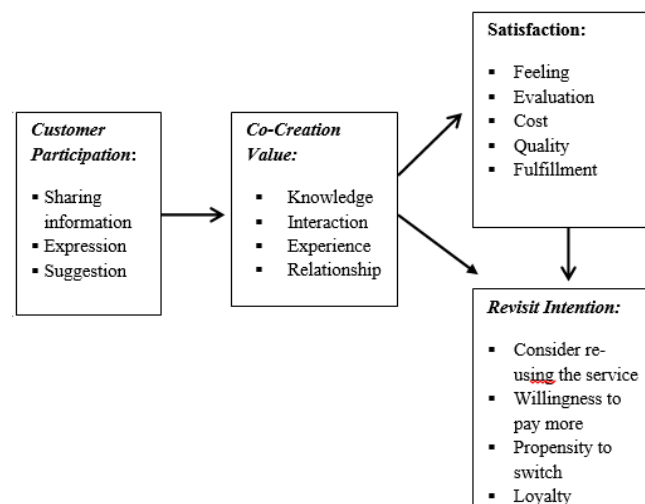 Customer
Participation:
▪ Sharing
information
▪ Expression
▪ Suggestion
Co-Creation
Value:
▪ Knowledge
▪ Interaction
▪ Experience
▪ Relationship
Satisfaction:
▪ Feeling
▪ Evaluation
▪ Cost
▪ Quality
▪ Fulfillment
Revisit Intention:
▪ Consider re-
using the service
▪ Willingness to
pay more
▪ Propensity to
switch
▪ Loyalty